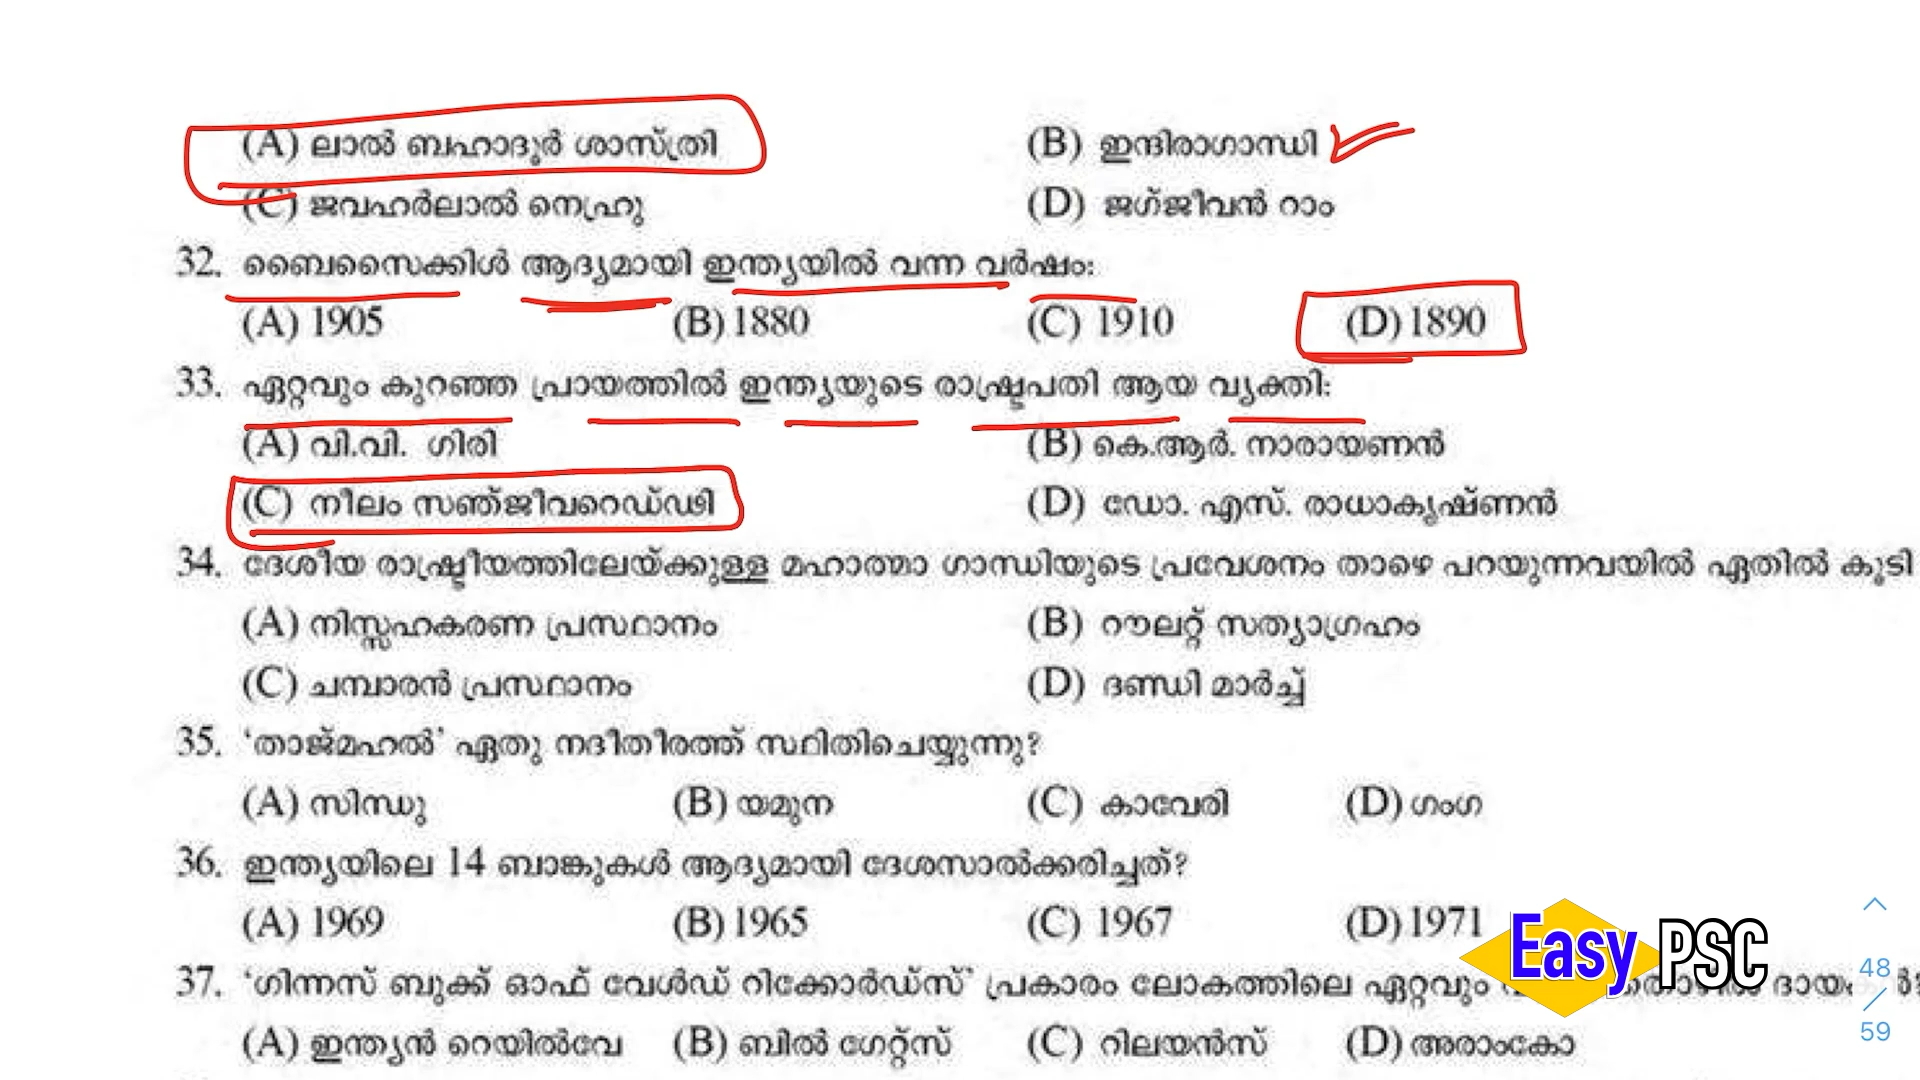 (A) ലാൽ ബഹാദൂർ ശാസ്ത്രി (B) ഇന്ദിരാഗാന്ധി
(C) ജവഹർലാൽ നെഹ്രു (D) ജഗ്ജീവൻ റാം
32. ബൈസൈക്കിൾ ആദ്യമായി ഇന്ത്യയിൽ വന്ന വർഷം:
(A) 1905 (B) 1880 (C) 1910 (D) 1890
33. ഏറ്റവും കുറഞ്ഞ പ്രായത്തിൽ ഇന്ത്യയുടെ രാഷ്ട്രപതി ആയ വ്യക്തി:
(A) വി.വി. ഗിരി (B) കെ.ആർ. നാരായണൻ
(C) നീലം സഞ്ജീവറെഡ്ഢി (D) ഡോ. എസ്. രാധാകൃഷ്ണൻ
34. ദേശീയ രാഷ്ട്രീയത്തിലേയ്ക്കുള്ള മഹാത്മാ ഗാന്ധിയുടെ പ്രവേശനം താഴെ പറയുന്നവയിൽ ഏതിൽ കൂടി
(A) നിസ്സഹകരണ പ്രസ്ഥാനം (B) റൗലറ്റ് സത്യാഗ്രഹം
(C) ചമ്പാരൻ പ്രസ്ഥാനം (D) ദണ്ഡി മാർച്ച്
35. 'താജ്മഹൽ' ഏതു നദീതീരത്ത് സ്ഥിതിചെയ്യുന്നു?
(A) സിന്ധു (B) യമുന (C) കാവേരി (D) ഗംഗ
36. ഇന്ത്യയിലെ 14 ബാങ്കുകൾ ആദ്യമായി ദേശസാൽക്കരിച്ചത്?
(A) 1969 (B) 1965 (C) 1967 (D) 1971
Easy PSC
48
37. 'ഗിന്നസ് ബുക്ക് ഓഫ് വേൾഡ് റിക്കോർഡ്സ്' പ്രകാരം ലോകത്തിലെ ഏറ്റവും
59
(A) ഇന്ത്യൻ റെയിൽവേ (B) ബിൽ ഗേറ്റ്സ് (C) റിലയൻസ് (D) അരാംകോ